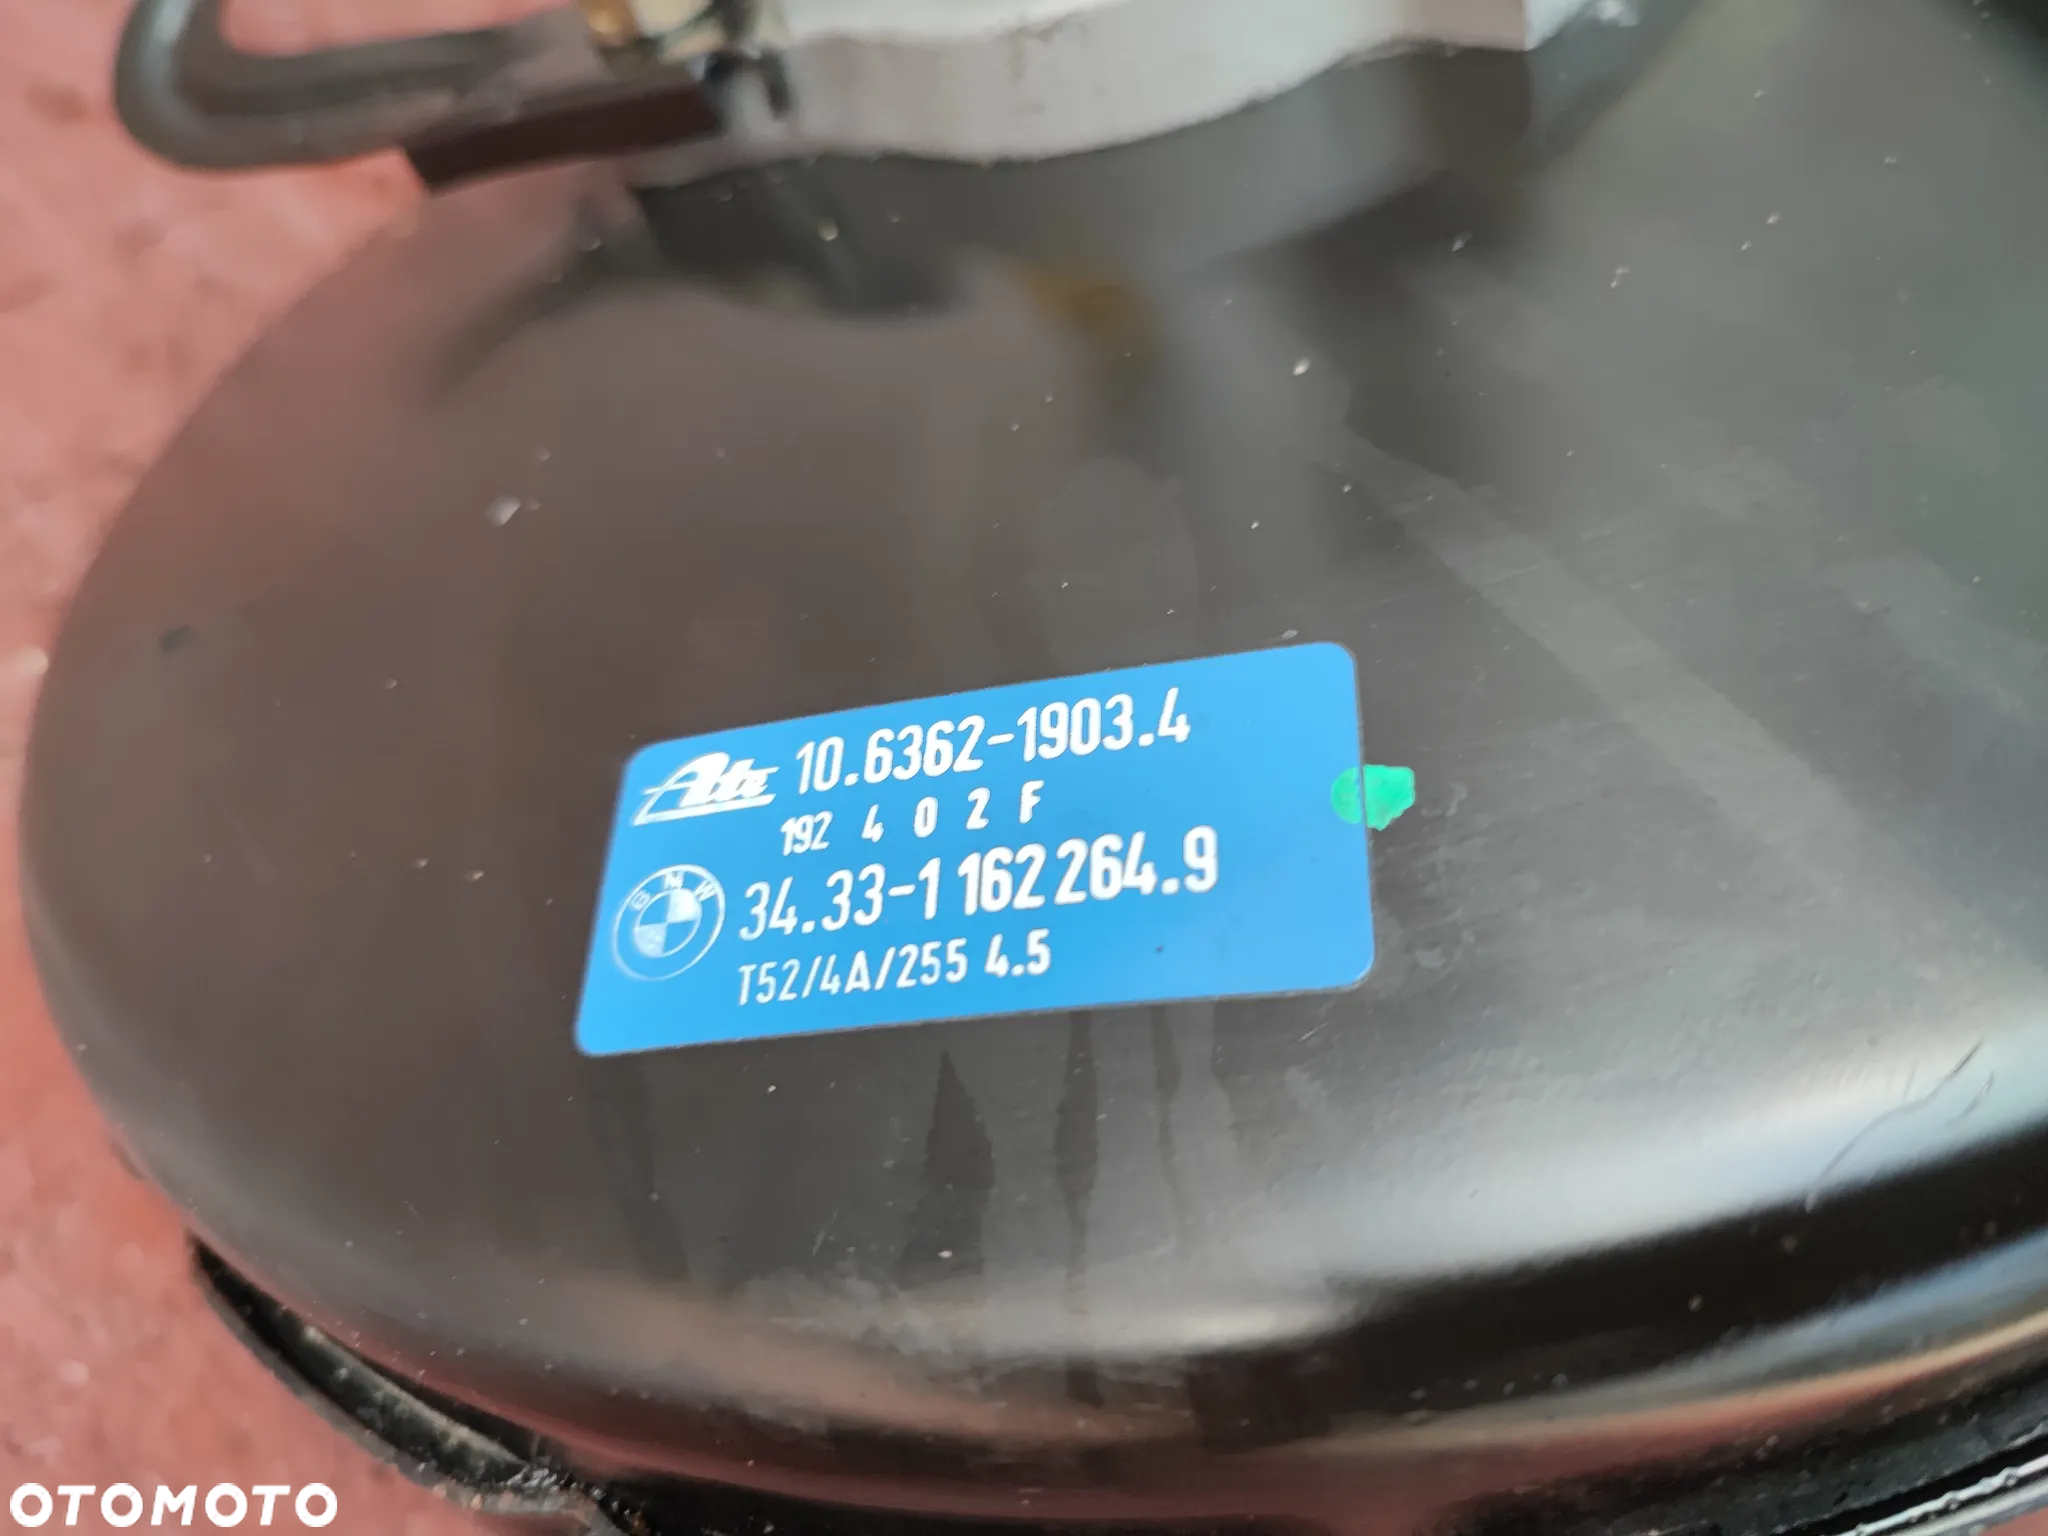 Ate 10.6362-1903.4
192 4 0 2 F
BMW 34.33-1 162 264.9
T52/4A/255 4.5
OTOMOTO